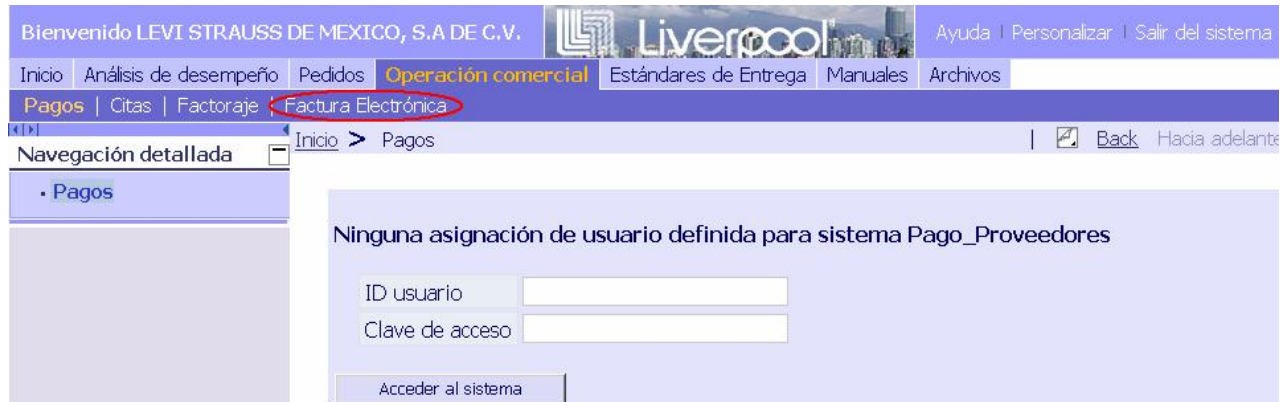 Bienvenido LEVI STRAUSS DE MEXICO, S.A DE C.V. Liverpool Ayuda | Personalizar | Salir del sistema
Inicio Análisis de desempeño Pedidos Operación comercial Estándares de Entrega Manuales Archivos
Pagos | Citas | Factoraje | Factura Electrónica
Inicio > Pagos | Back Hacia adelante
Navegación detallada
• Pagos
Ninguna asignación de usuario definida para sistema Pago_Proveedores
ID usuario
Clave de acceso
Acceder al sistema